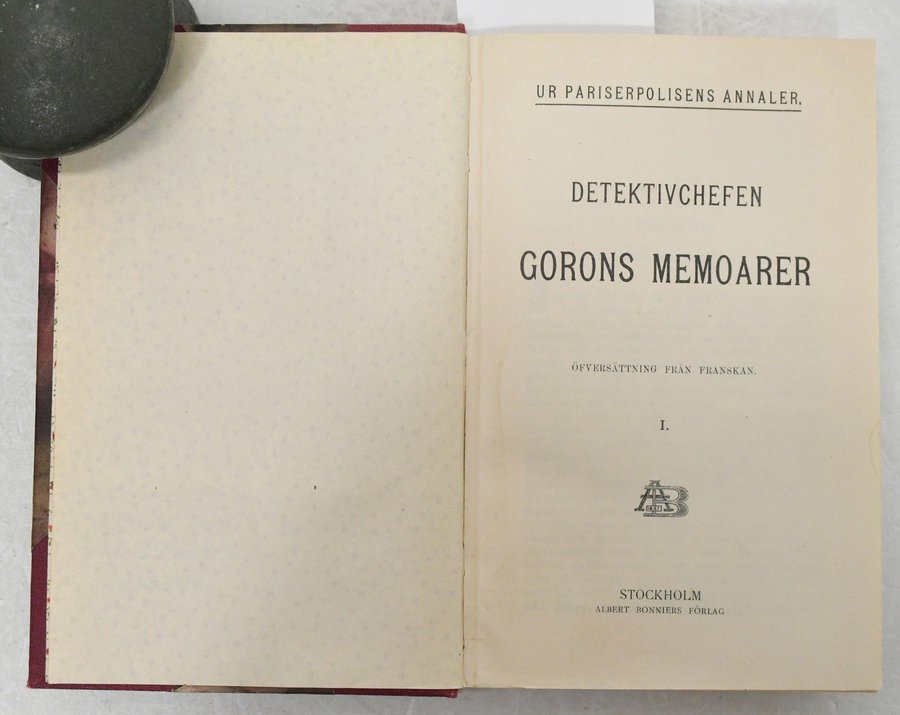 UR PARISERPOLISENS ANNALER.
DETEKTIVCHEFEN
GORONS MEMOARER
ÖFVERSÄTTNING FRÅN FRANSKAN.
I.
AB
STOCKHOLM
ALBERT BONNIERS FÖRLAG